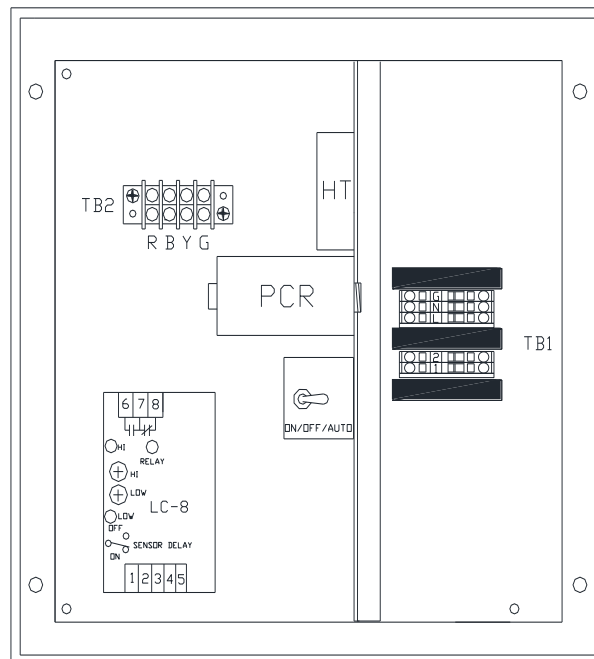 HT
TB2
R B Y G
PCR
G
N
L
TB1
2
1
ON/OFF/AUTO
6 7 8
HI
RELAY
HI
LOW
LC-8
LOW
OFF
SENSOR DELAY
ON
1 2 3 4 5